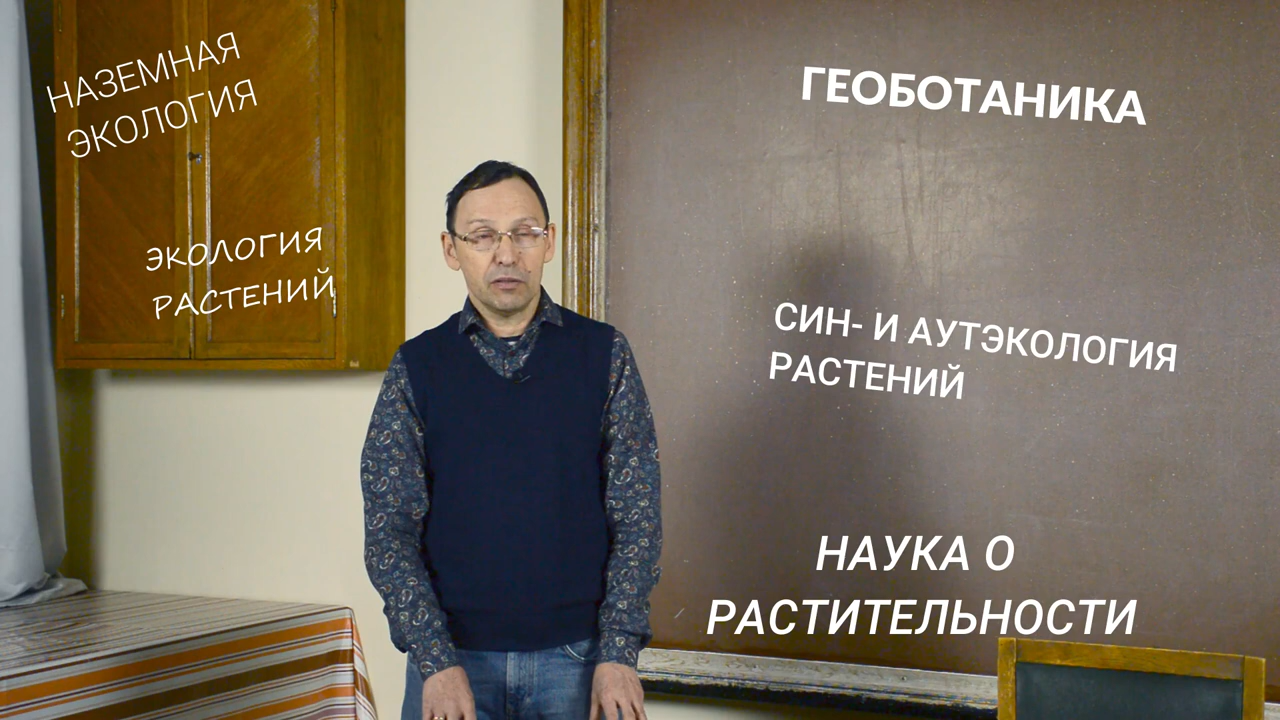 НАЗЕМНАЯ
ЭКОЛОГИЯ
ЭКОЛОГИЯ
РАСТЕНИЙ
ГЕОБОТАНИКА
СИН- И АУТЭКОЛОГИЯ
РАСТЕНИЙ
НАУКА О
РАСТИТЕЛЬНОСТИ